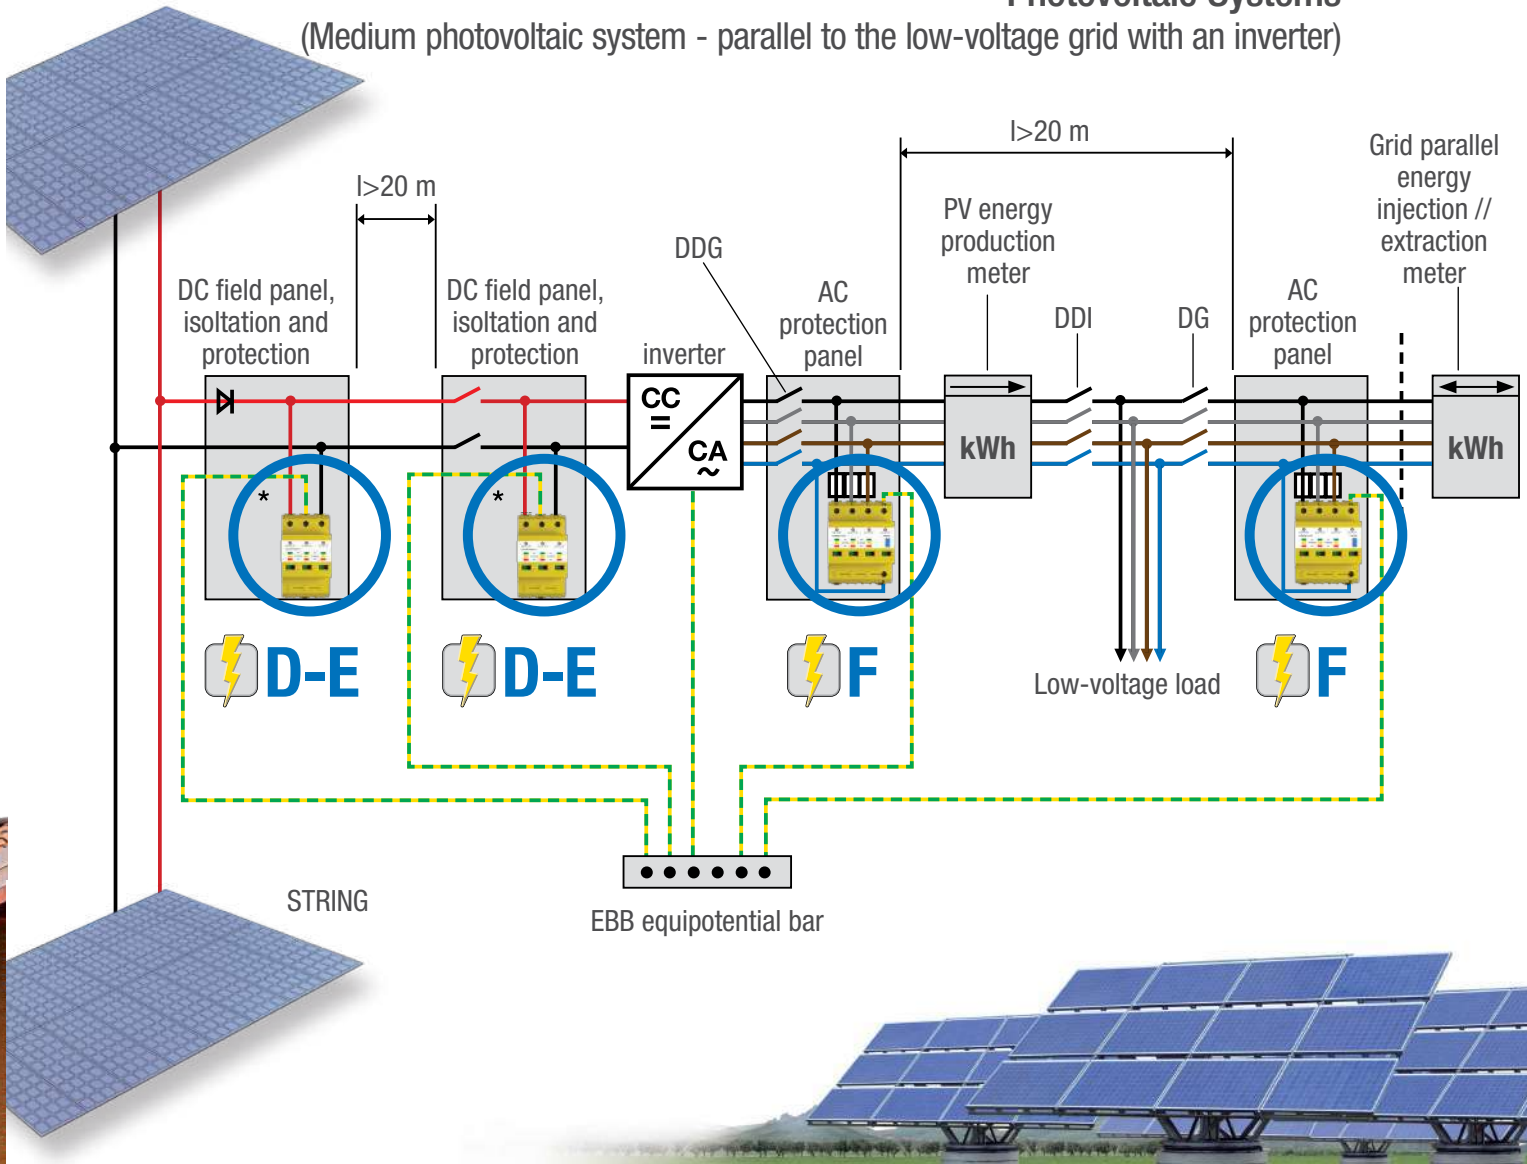 Photovoltaic Systems
(Medium photovoltaic system - parallel to the low-voltage grid with an inverter)
l>20 m
l>20 m
Grid parallel
energy
injection //
extraction
meter
PV energy
production
meter
DDG
DC field panel,
isoltation and
protection
DC field panel,
isoltation and
protection
inverter
AC
protection
panel
DDI
DG
AC
protection
panel
CC
=
CA
~
kWh
kWh
*
*
D-E
D-E
F
F
Low-voltage load
STRING
EBB equipotential bar